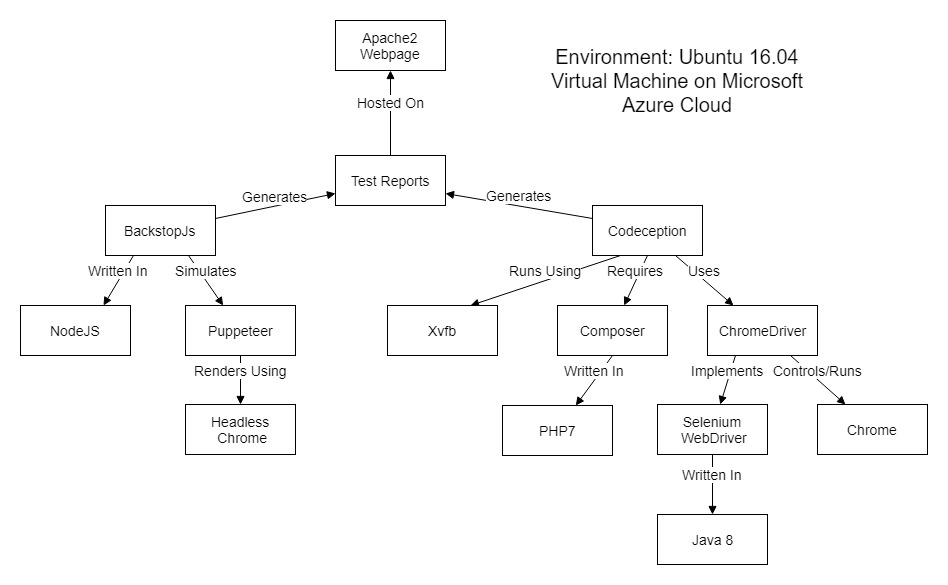 Apache2
Webpage
Environment: Ubuntu 16.04
Virtual Machine on Microsoft
Azure Cloud
Hosted On
Test Reports
Generates
Generates
BackstopJs
Codeception
Written In
Simulates
Runs Using
Requires
Uses
NodeJS
Puppeteer
Xvfb
Composer
ChromeDriver
Renders Using
Written In
Implements
Controls/Runs
Headless
Chrome
PHP7
Selenium
WebDriver
Chrome
Written In
Java 8